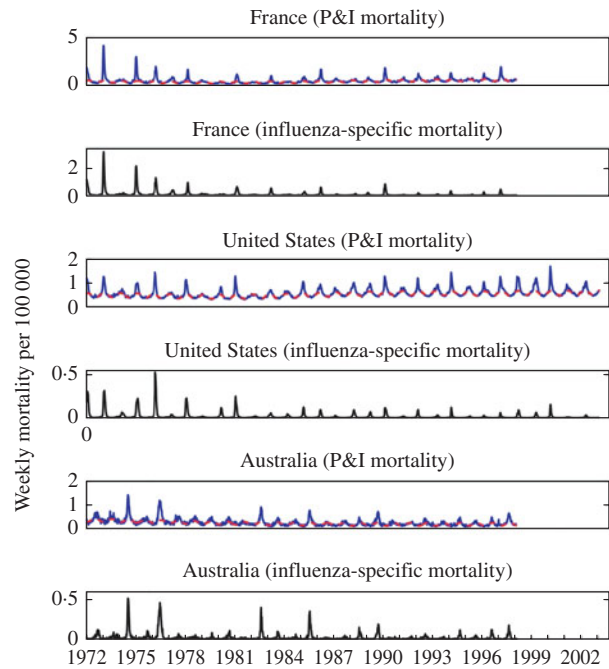 France (P&I mortality)
5
0
France (influenza-specific mortality)
2
0
United States (P&I mortality)
2
1
0
United States (influenza-specific mortality)
0·5
0
0
Australia (P&I mortality)
2
1
0
Australia (influenza-specific mortality)
0·5
0
1972 1975 1978 1981 1984 1987 1990 1993 1996 1999 2002
Weekly mortality per 100 000